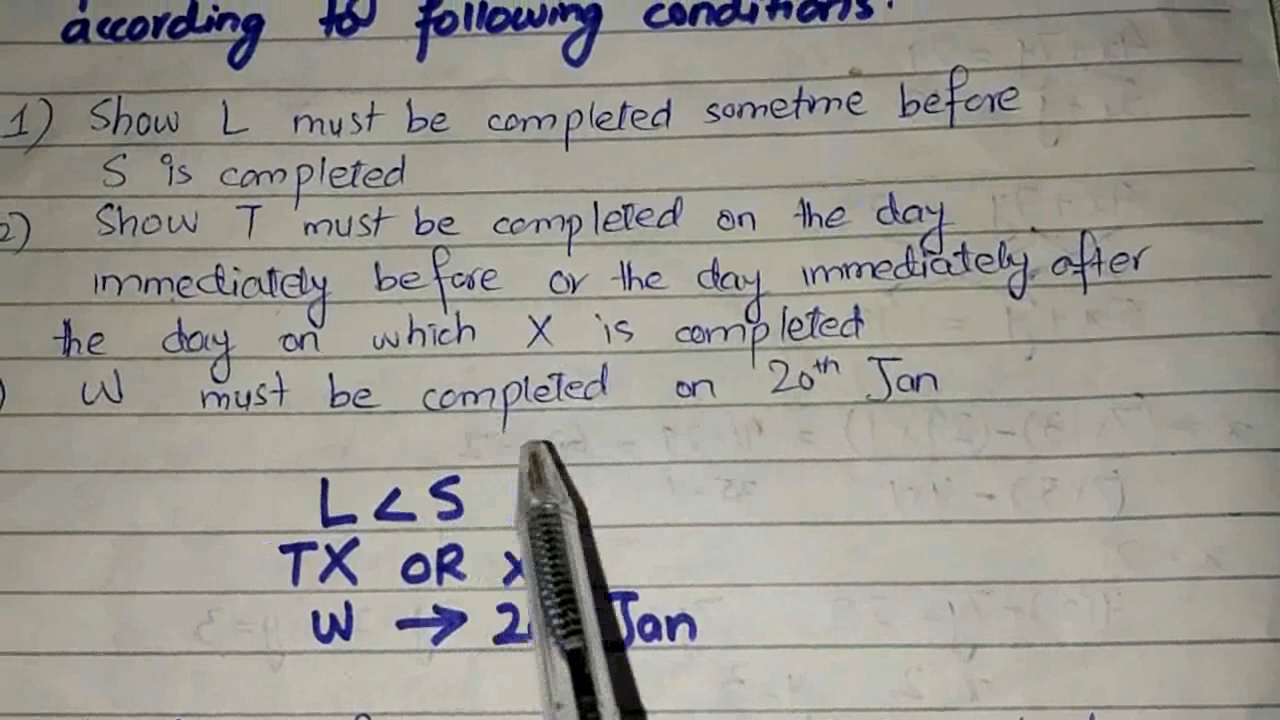 according to following conditions.
1) Show L must be completed sometme before
S is completed
2) Show T must be completed on the day
immediately before or the day immediately after
the day on which X is completed
) W must be completed on 20th Jan
L < S
TX OR X
W → 2 Jan